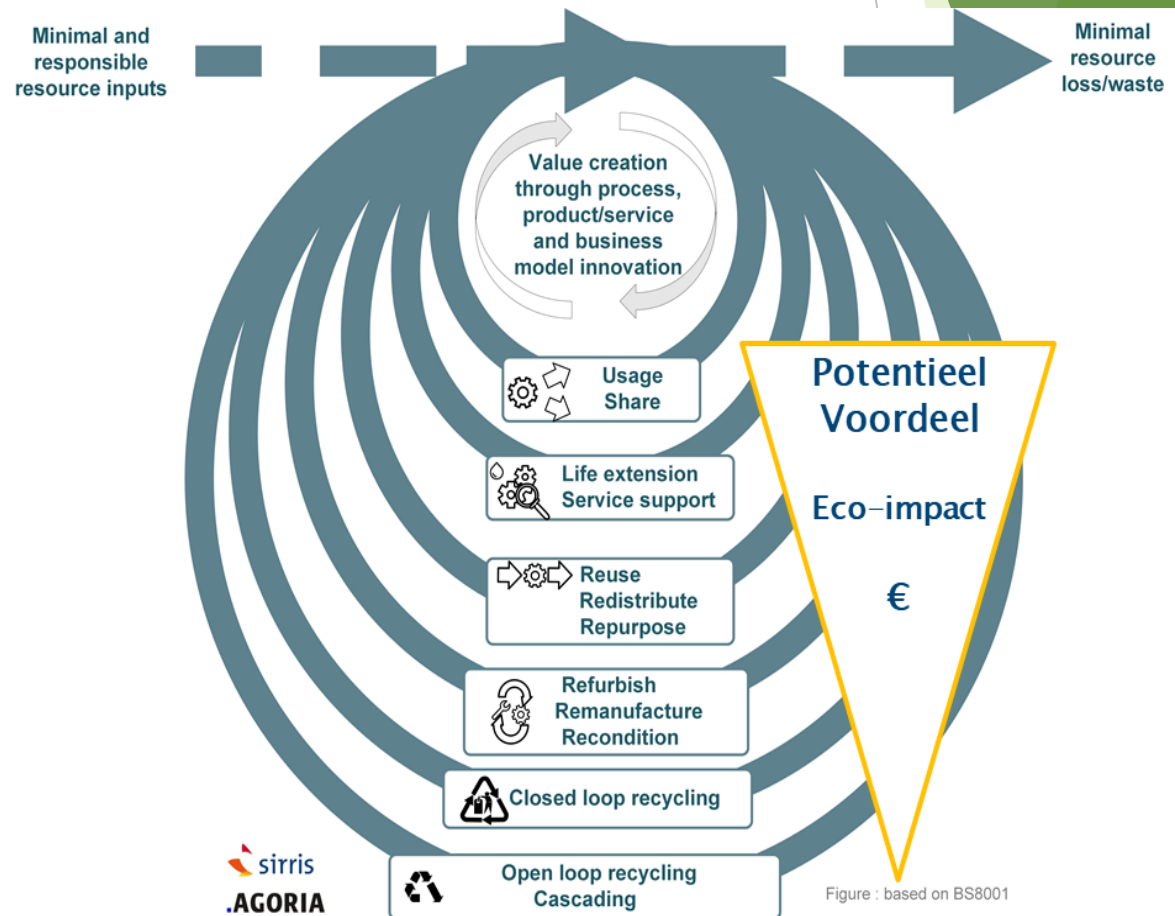 Minimal and
responsible
resource inputs
Minimal
resource
loss/waste
Value creation
through process,
product/service
and business
model innovation
Usage
Share
Life extension
Service support
Reuse
Redistribute
Repurpose
Refurbish
Remanufacture
Recondition
Closed loop recycling
Open loop recycling
Cascading
Potentieel
Voordeel
Eco-impact
€
sirris
.AGORIA
Figure : based on BS8001